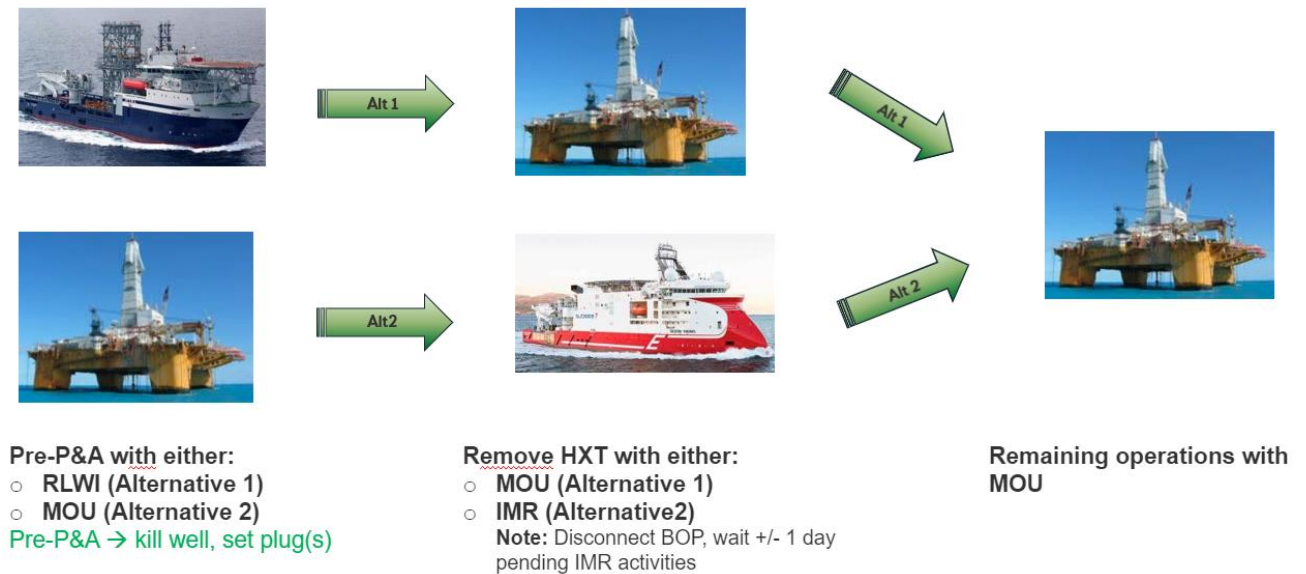 Alt 1
Alt 1
Alt2
Alt 2
E
Pre-P&A with either:
○ RLWI (Alternative 1)
○ MOU (Alternative 2)
Pre-P&A → kill well, set plug(s)
Remove HXT with either:
○ MOU (Alternative 1)
○ IMR (Alternative2)
Note: Disconnect BOP, wait +/- 1 day
pending IMR activities
Remaining operations with
MOU